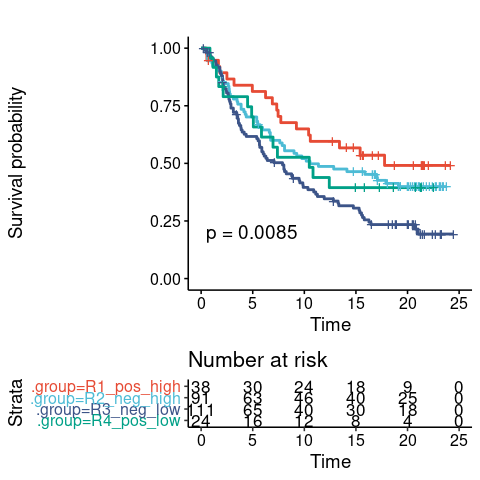 1.00
0.75
0.50
0.25
0.00
Survival probability
p = 0.0085
0 5 10 15 20 25
Time
Number at risk
Strata
.group=R1_pos_high 38 30 24 18 9 0
.group=R2_neg_high 91 63 46 40 25 0
.group=R3_neg_low 111 65 40 30 18 0
.group=R4_pos_low 24 16 12 8 4 0
0 5 10 15 20 25
Time